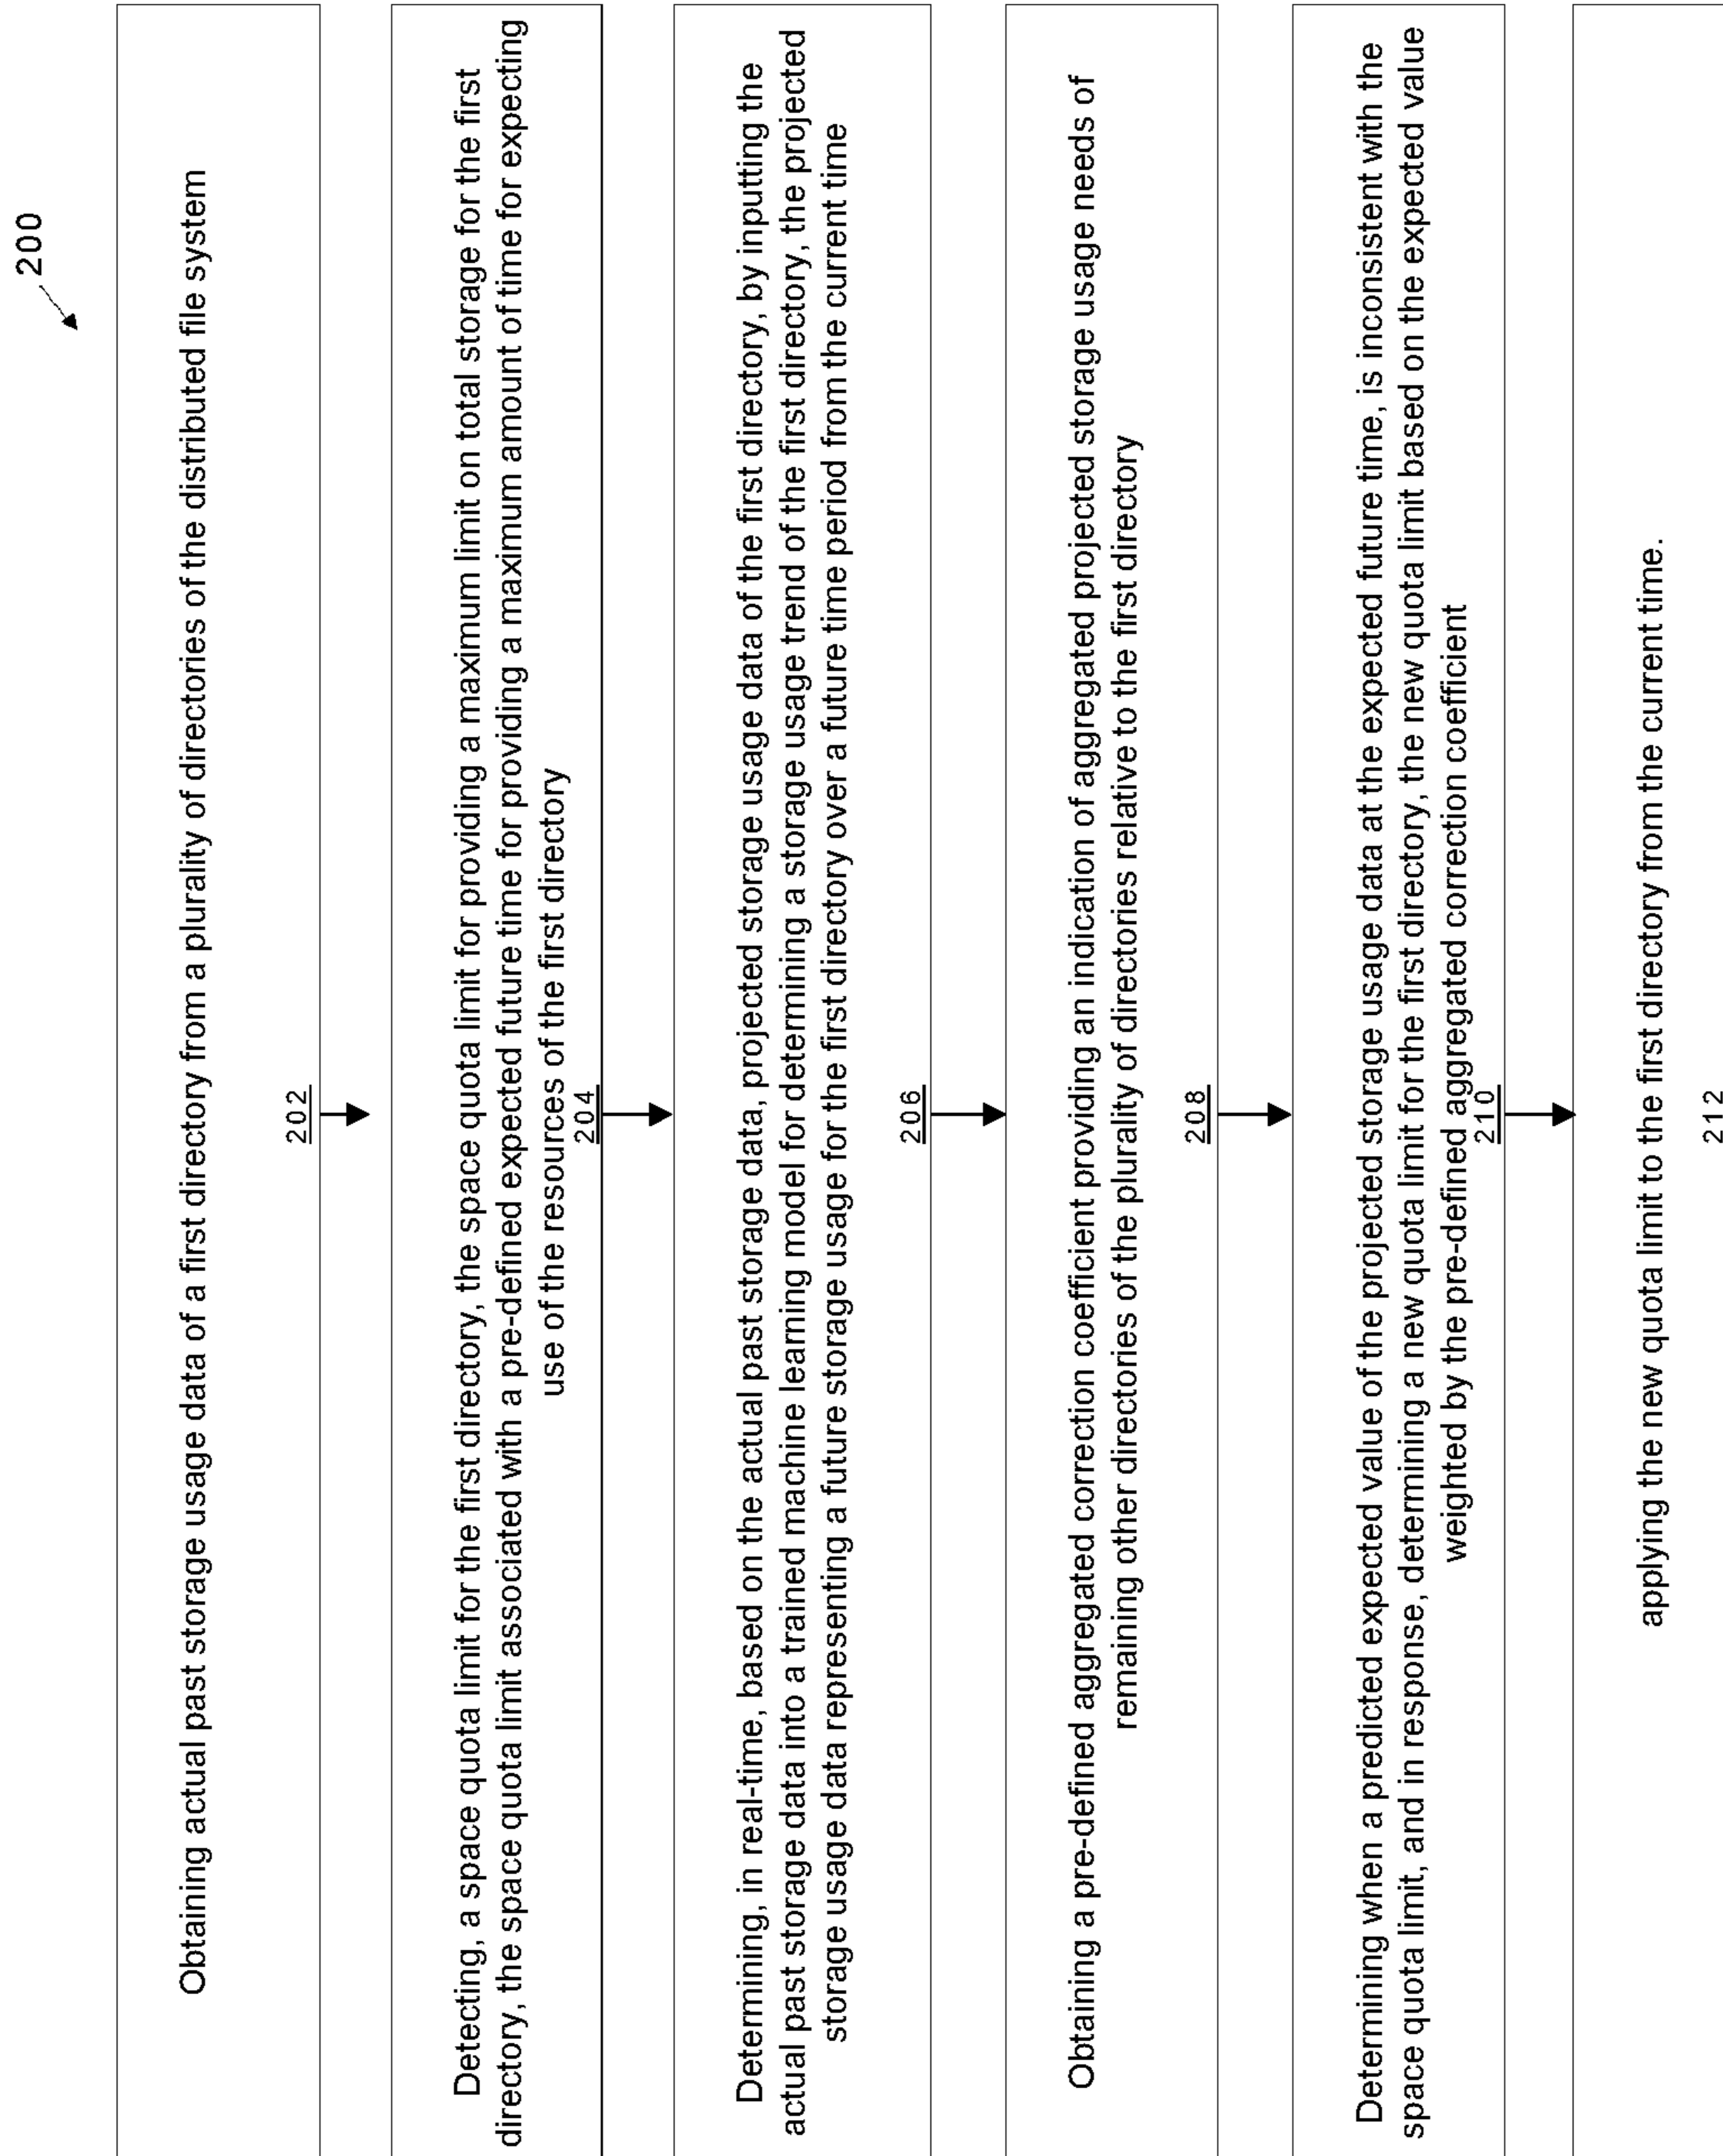 200
Obtaining actual past storage usage data of a first directory from a plurality of directories of the distributed file system
202
Detecting, a space quota limit for the first directory, the space quota limit for providing a maximum limit on total storage for the first
directory, the space quota limit associated with a pre-defined expected future time for providing a maximum amount of time for expecting
use of the resources of the first directory
204
Determining, in real-time, based on the actual past storage data, projected storage usage data of the first directory, by inputting the
actual past storage data into a trained machine learning model for determining a storage usage trend of the first directory, the projected
storage usage data representing a future storage usage for the first directory over a future time period from the current time
206
Obtaining a pre-defined aggregated correction coefficient providing an indication of aggregated projected storage usage needs of
remaining other directories of the plurality of directories relative to the first directory
208
Determining when a predicted expected value of the projected storage usage data at the expected future time, is inconsistent with the
space quota limit, and in response, determining a new quota limit for the first directory, the new quota limit based on the expected value
weighted by the pre-defined aggregated correction coefficient
210
applying the new quota limit to the first directory from the current time.
212